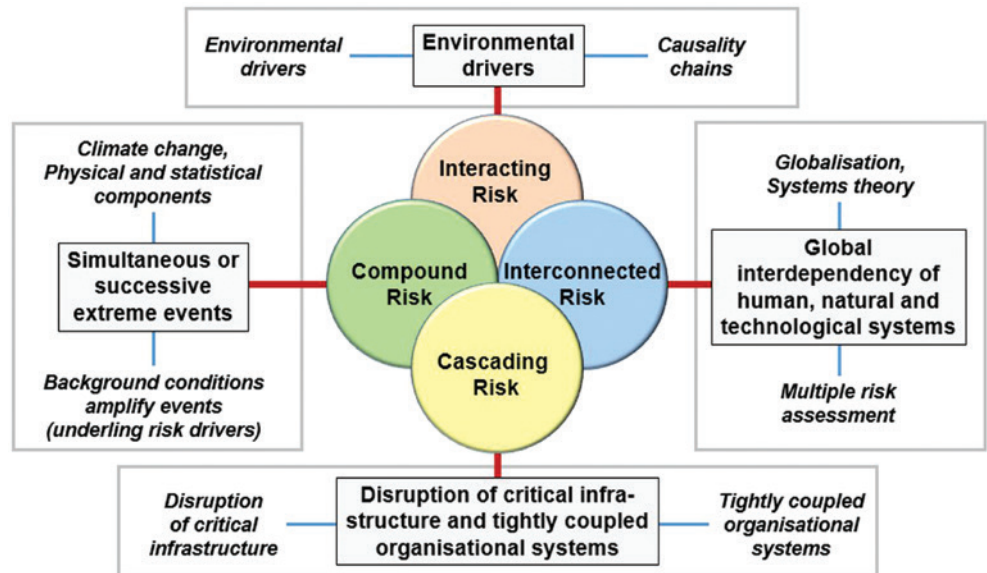 Environmental
drivers
Environmental
drivers
Causality
chains
Climate change,
Physical and statistical
components
Simultaneous or
successive
extreme events
Background conditions
amplify events
(underling risk drivers)
Interacting
Risk
Compound
Risk
Interconnected
Risk
Cascading
Risk
Globalisation,
Systems theory
Global
interdependency of
human, natural and
technological systems
Multiple risk
assessment
Disruption
of critical
infrastructure
Disruption of critical infra-
structure and tightly coupled
organisational systems
Tightly coupled
organisational
systems